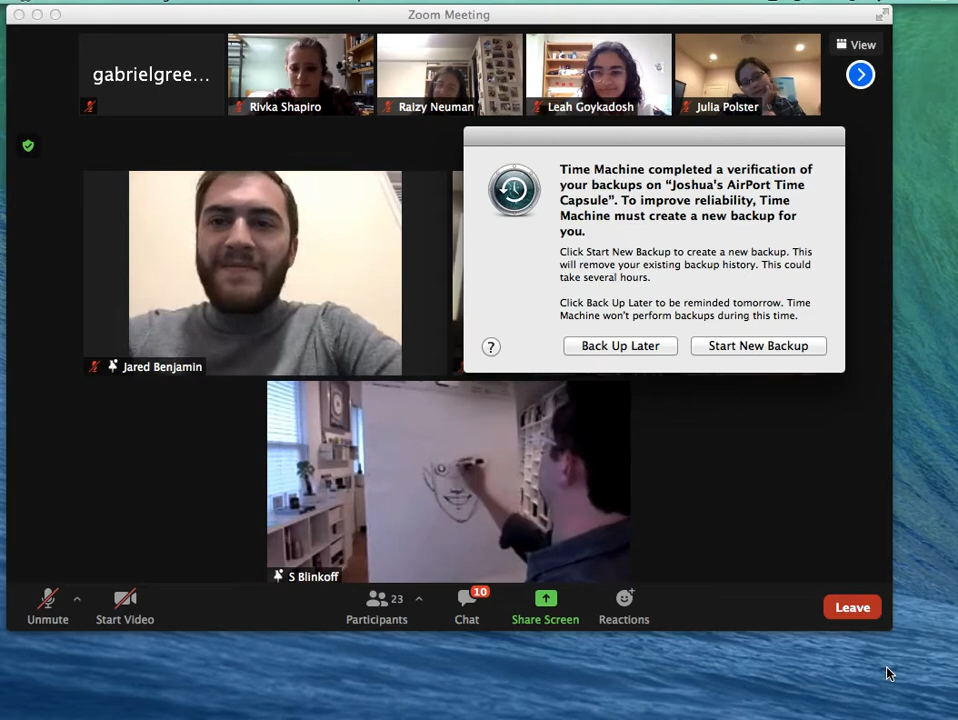 Zoom Meeting
gabrielgree...
Rivka Shapiro
Raizy Neuman
Leah Goykadosh
Julia Polster
View
Time Machine completed a verification of
your backups on “Joshua's AirPort Time
Capsule”. To improve reliability, Time
Machine must create a new backup for
you.
Click Start New Backup to create a new backup. This
will remove your existing backup history. This could
take several hours.
Click Back Up Later to be reminded tomorrow. Time
Machine won't perform backups during this time.
?
Back Up Later
Start New Backup
Jared Benjamin
S Blinkoff
Unmute
Start Video
23
Participants
10
Chat
Share Screen
Reactions
Leave